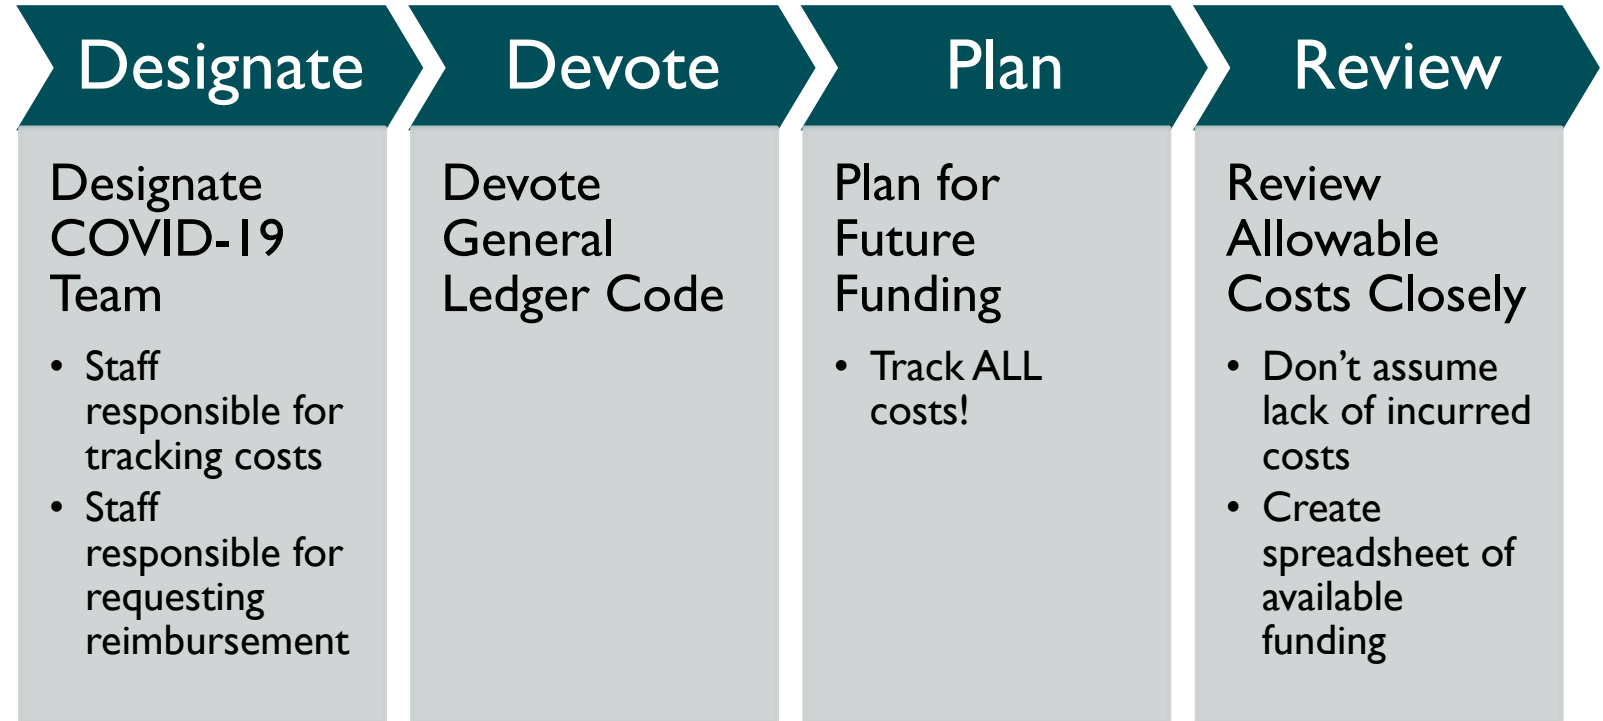 Designate
Devote
Plan
Review
Designate
COVID-19
Team
• Staff
responsible for
tracking costs
• Staff
responsible for
requesting
reimbursement
Devote
General
Ledger Code
Plan for
Future
Funding
• Track ALL
costs!
Review
Allowable
Costs Closely
• Don’t assume
lack of incurred
costs
• Create
spreadsheet of
available
funding